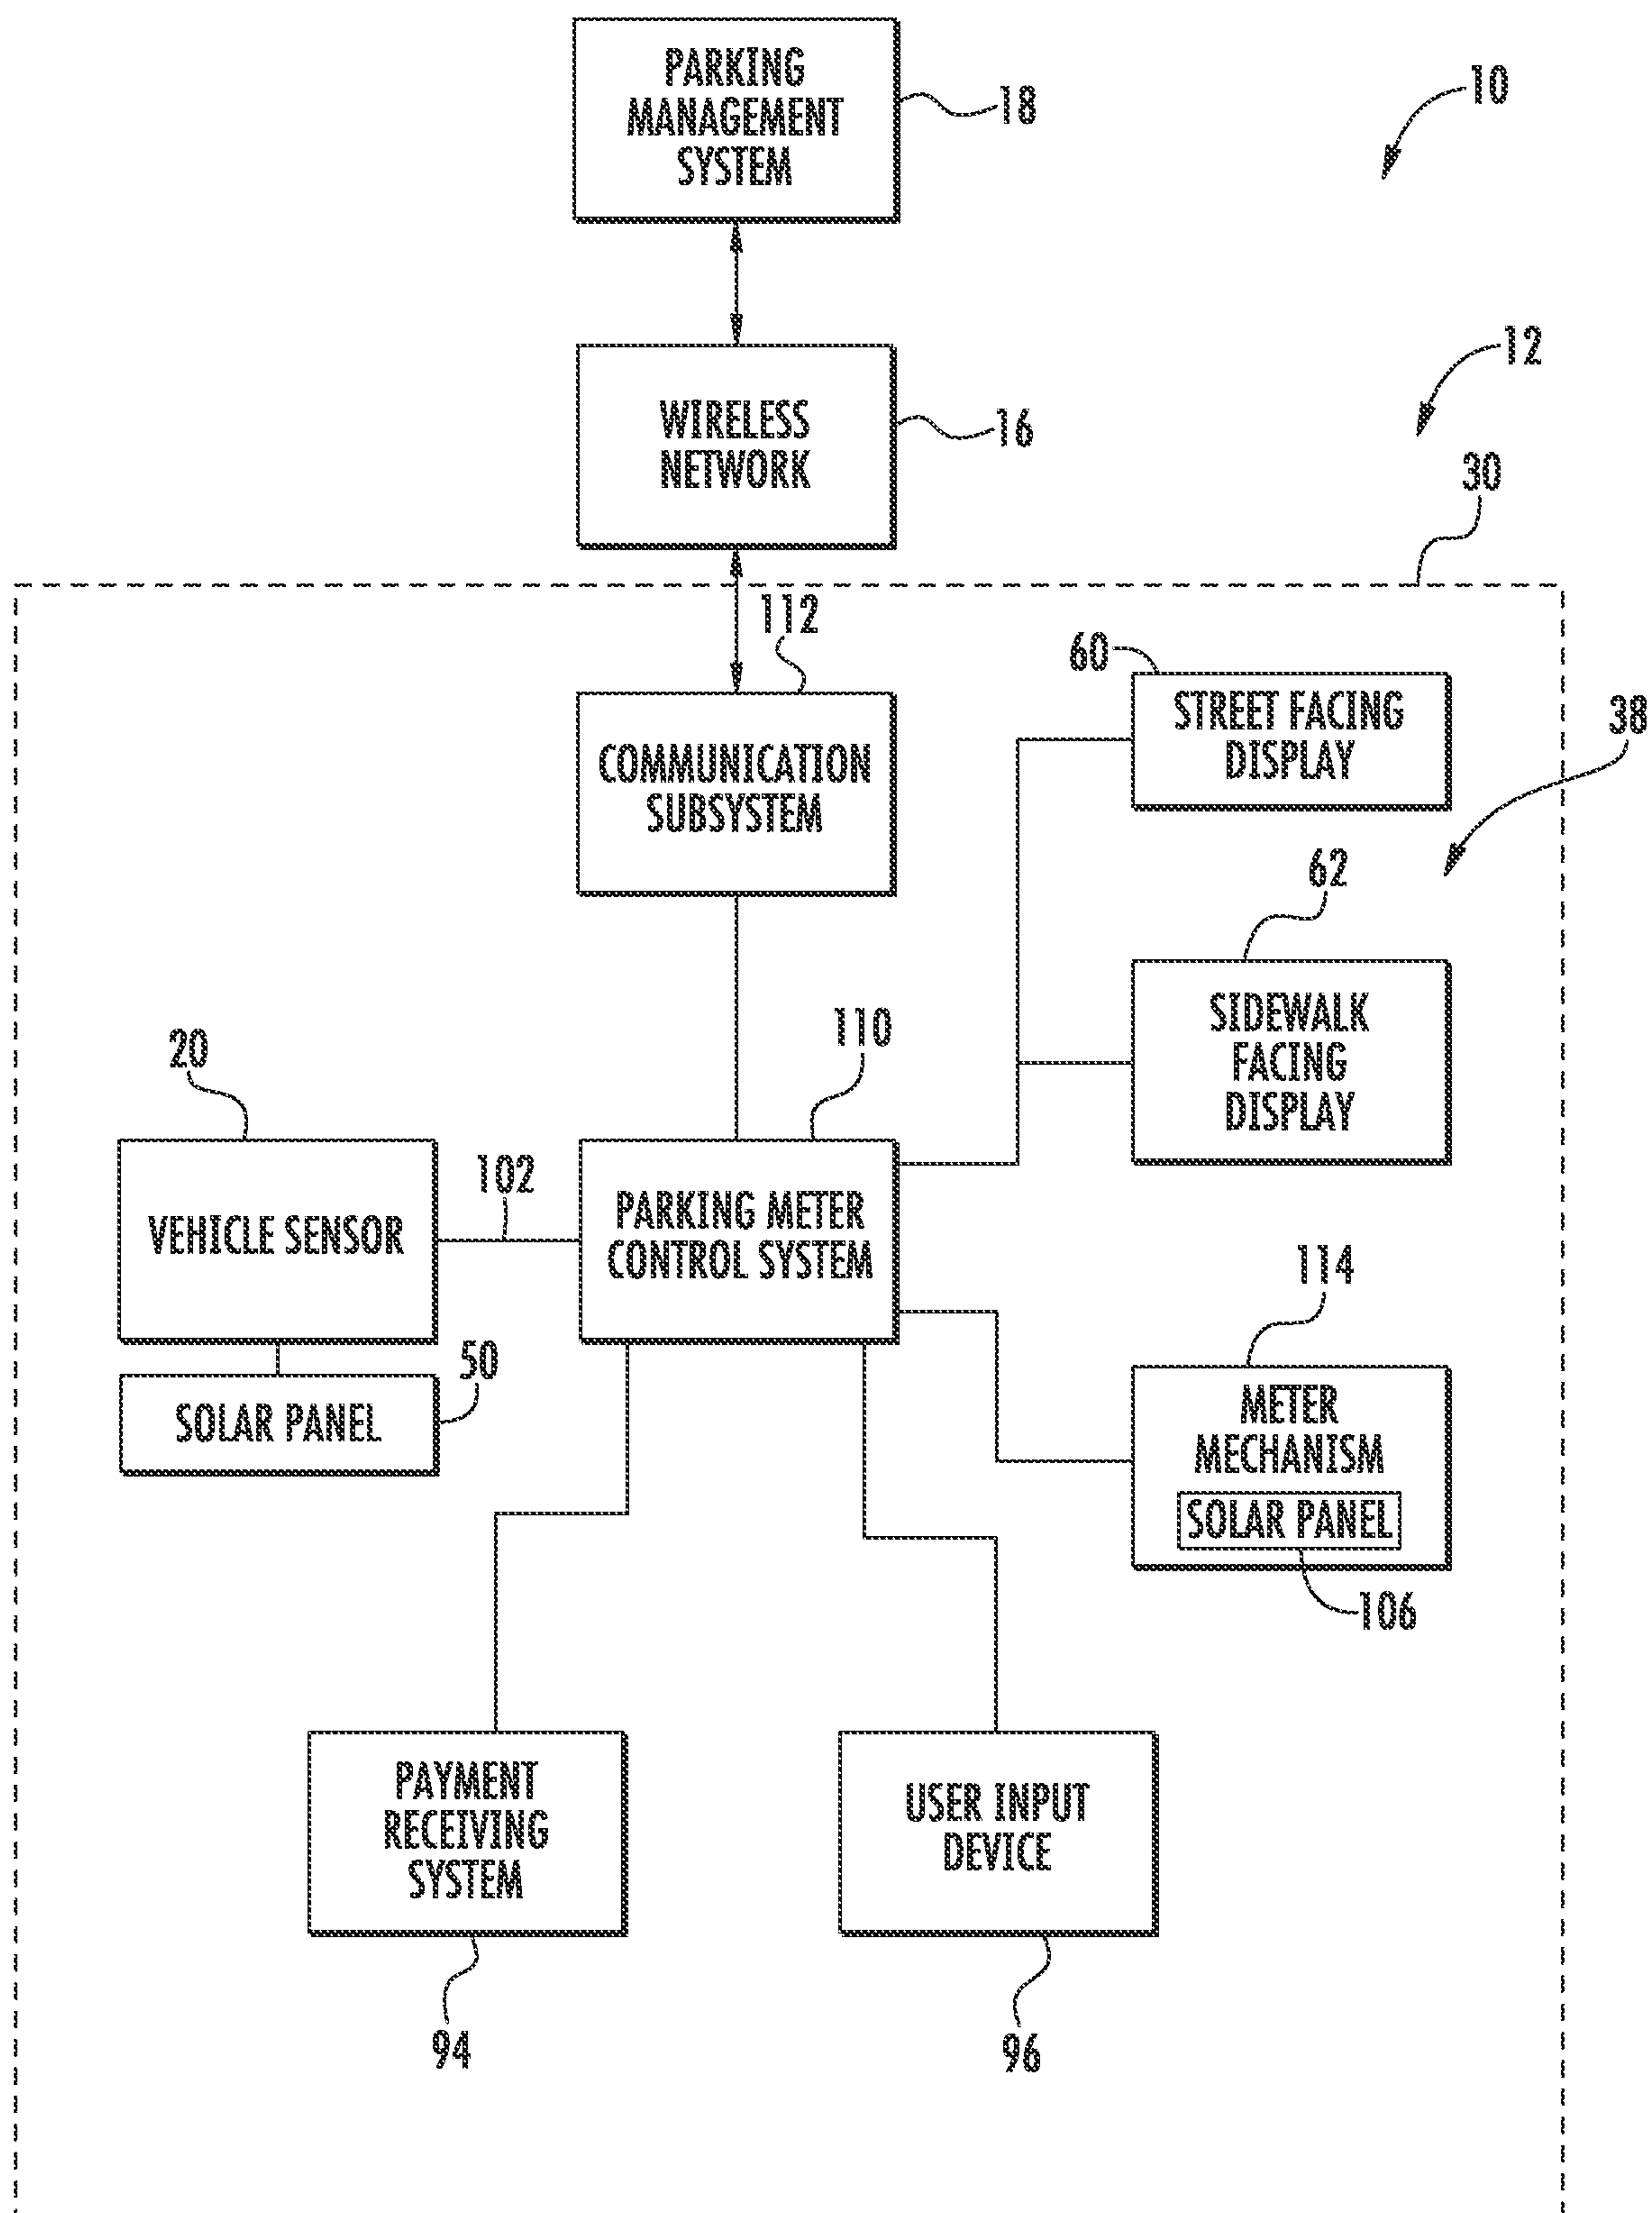 PARKING
MANAGEMENT
SYSTEM
18
10
12
WIRELESS
NETWORK
16
30
112
60
STREET FACING
DISPLAY
38
COMMUNICATION
SUBSYSTEM
62
SIDEWALK
FACING
DISPLAY
20
110
VEHICLE SENSOR
102
PARKING METER
CONTROL SYSTEM
114
50
SOLAR PANEL
METER
MECHANISM
SOLAR PANEL
106
PAYMENT
RECEIVING
SYSTEM
USER INPUT
DEVICE
94
96